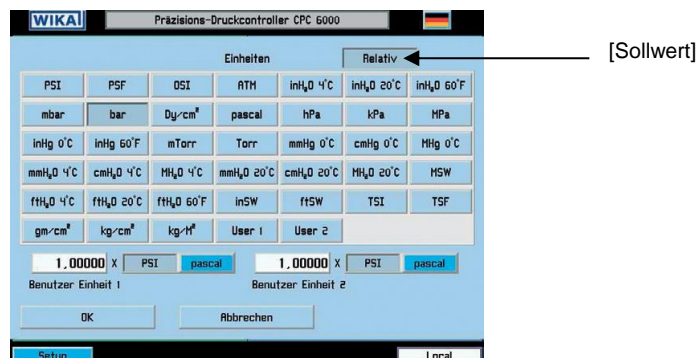 WIKA Präzisions-Druckcontroller CPC 6000
Einheiten Relativ [Sollwert]
PSI PSF OSI ATM inH₂O 4°C inH₂O 20°C inH₂O 60°F
mbar bar Dy/cm² pascal hPa kPa MPa
inHg 0°C inHg 60°F mTorr Torr mmHg 0°C cmHg 0°C MHg 0°C
mmH₂O 4°C cmH₂O 4°C MH₂O 4°C mmH₂O 20°C cmH₂O 20°C MH₂O 20°C MSW
ftH₂O 4°C ftH₂O 20°C ftH₂O 60°F inSW ftSW TSI TSF
gm/cm² kg/cm² kg/M² User 1 User 2
1,00000 X PSI pascal 1,00000 X PSI pascal
Benutzer Einheit 1 Benutzer Einheit 2
OK Abbrechen
Setup Local